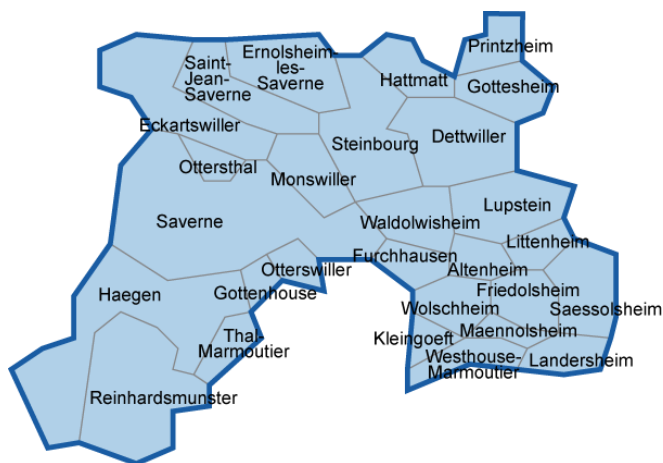 Printzheim
Ernolsheim-
les-
Saverne
Saint-
Jean-
Saverne
Hattmatt
Gottesheim
Eckartswiller
Steinbourg
Dettwiller
Ottersthal
Monswiller
Lupstein
Saverne
Waldolwisheim
Littenheim
Furchhausen
Otterswiller
Altenheim
Haegen
Gottenhouse
Friedolsheim
Wolschheim
Saessolsheim
Thal-
Marmoutier
Kleingoeft
Maennolsheim
Westhouse-
Marmoutier
Landersheim
Reinhardsmunster